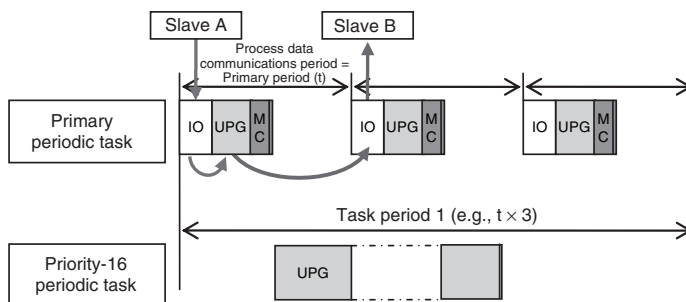 Slave A
Slave B
Process data
communications period =
Primary period (t)
Primary
periodic task
IO
UPG
M
C
IO
UPG
M
C
IO
UPG
M
C
Task period 1 (e.g., t × 3)
Priority-16
periodic task
UPG